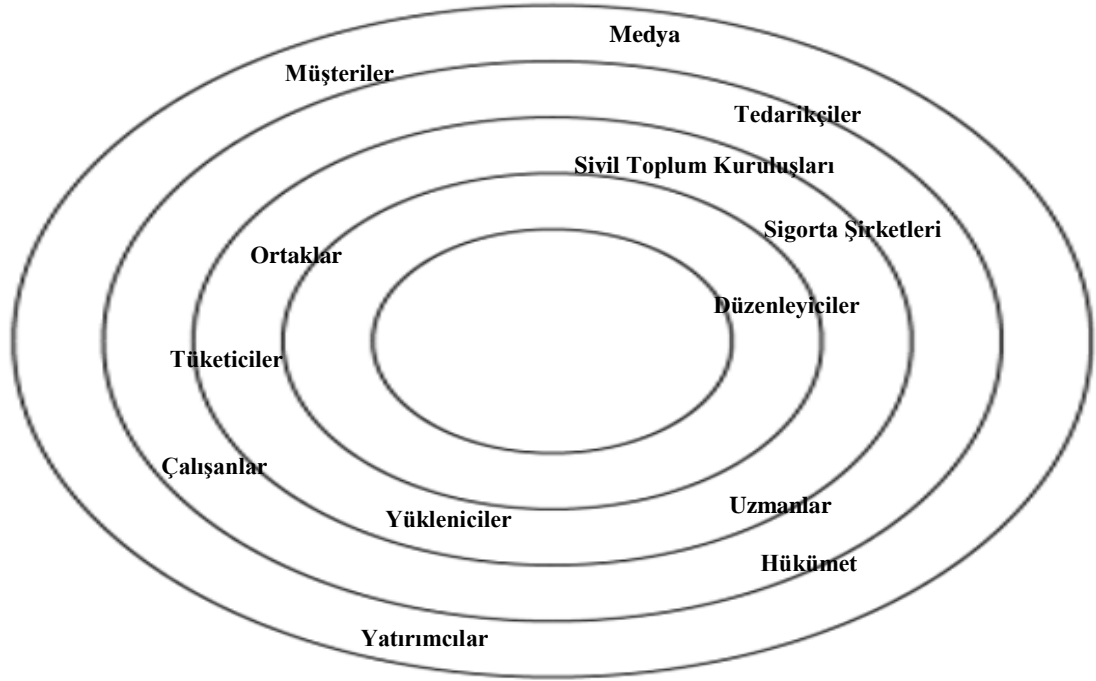 Medya
Müşteriler
Tedarikçiler
Sivil Toplum Kuruluşları
Sigorta Şirketleri
Ortaklar
Düzenleyiciler
Tüketiciler
Çalışanlar
Uzmanlar
Yükleniciler
Hükümet
Yatırımcılar